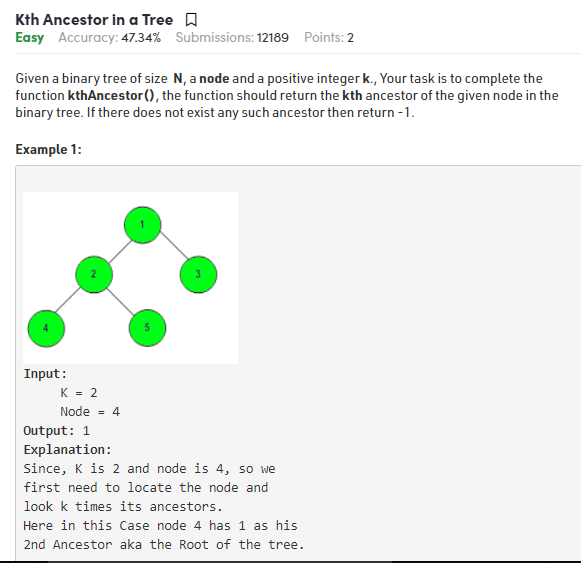 Kth Ancestor in a Tree
Easy Accuracy: 47.34% Submissions: 12189 Points: 2
Given a binary tree of size N, a node and a positive integer k., Your task is to complete the
function kthAncestor(), the function should return the kth ancestor of the given node in the
binary tree. If there does not exist any such ancestor then return -1.
Example 1:
1
2 3
4 5
Input:
K = 2
Node = 4
Output: 1
Explanation:
Since, K is 2 and node is 4, so we
first need to locate the node and
look k times its ancestors.
Here in this Case node 4 has 1 as his
2nd Ancestor aka the Root of the tree.